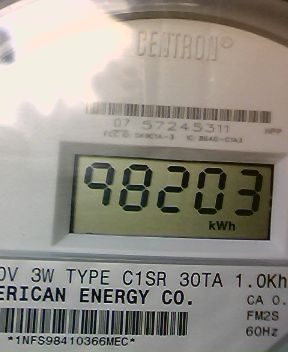 CENTRON®
07 57245311
HPP
98203
kWh
0V 3W TYPE C1SR 30TA 1.0Kh
ERICAN ENERGY CO.
CA 0.
FM2S
60Hz
*1NFS98410366MEC*